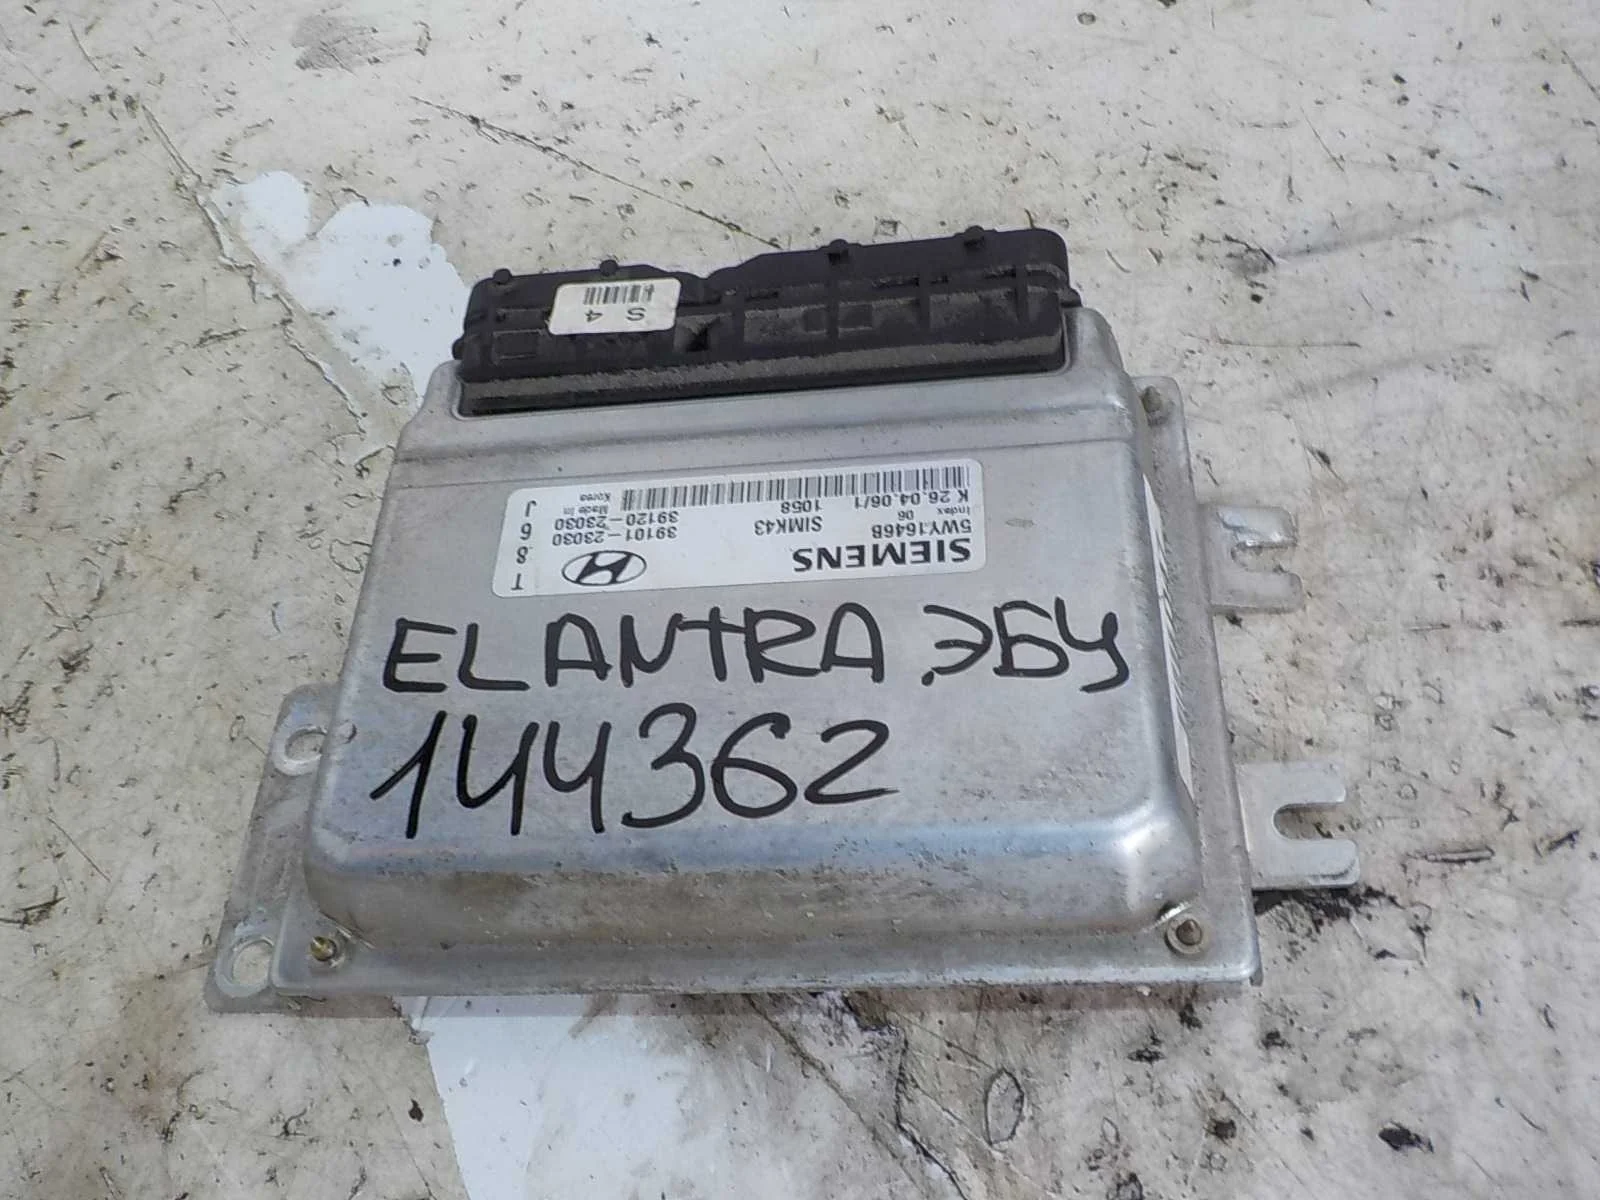 S 4
SIEMENS
5WY1646B SIMK43
Index 06 1058
K 26.04.06/1
39101-23030
39120-23030
Made in Korea
T
8
6
J
ELANTRA ЭБУ
144362